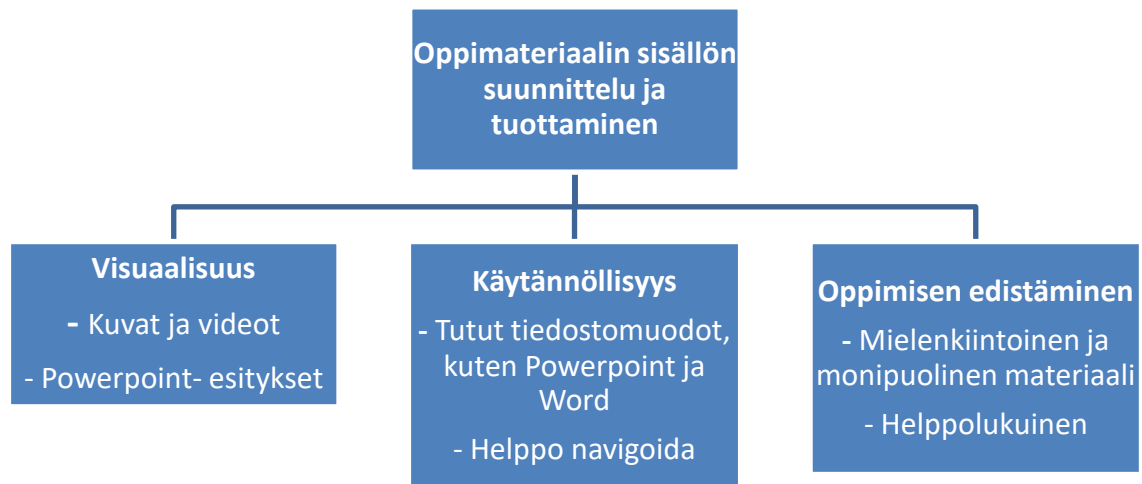 Oppimateriaalin sisällön
suunnittelu ja
tuottaminen
Visuaalisuus
- Kuvat ja videot
- Powerpoint- esitykset
Käytännöllisyys
- Tutut tiedostomuodot,
kuten Powerpoint ja
Word
- Helppo navigoida
Oppimisen edistäminen
- Mielenkiintoinen ja
monipuolinen materiaali
- Helppolukuinen